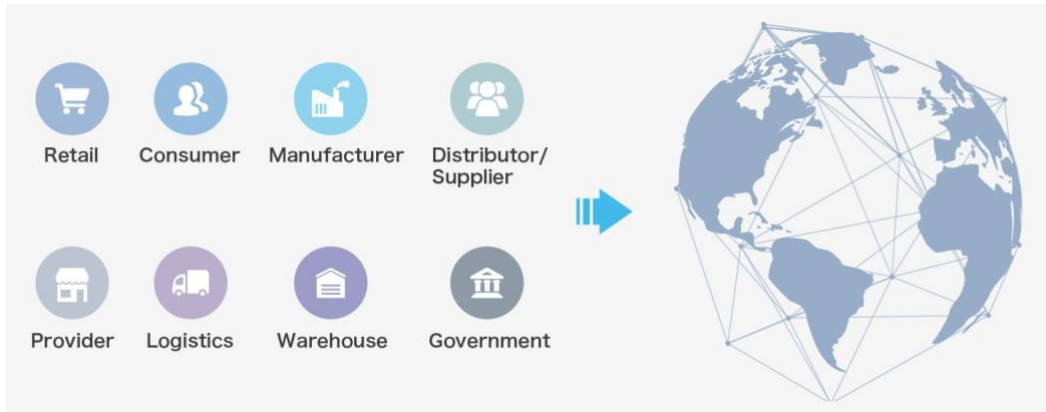 Retail
Consumer
Manufacturer
Distributor/
Supplier
Provider
Logistics
Warehouse
Government